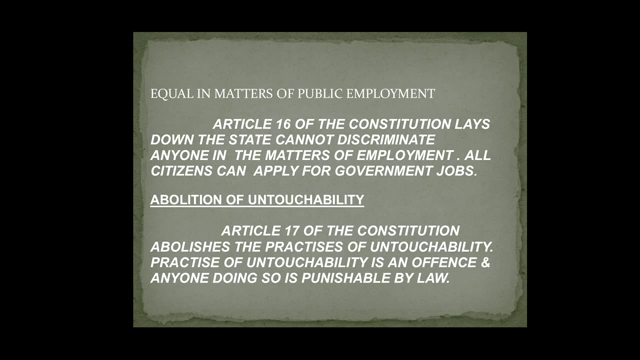 EQUAL IN MATTERS OF PUBLIC EMPLOYMENT
ARTICLE 16 OF THE CONSTITUTION LAYS
DOWN THE STATE CANNOT DISCRIMINATE
ANYONE IN THE MATTERS OF EMPLOYMENT . ALL
CITIZENS CAN APPLY FOR GOVERNMENT JOBS.
ABOLITION OF UNTOUCHABILITY
ARTICLE 17 OF THE CONSTITUTION
ABOLISHES THE PRACTISES OF UNTOUCHABILITY.
PRACTISE OF UNTOUCHABILITY IS AN OFFENCE &
ANYONE DOING SO IS PUNISHABLE BY LAW.